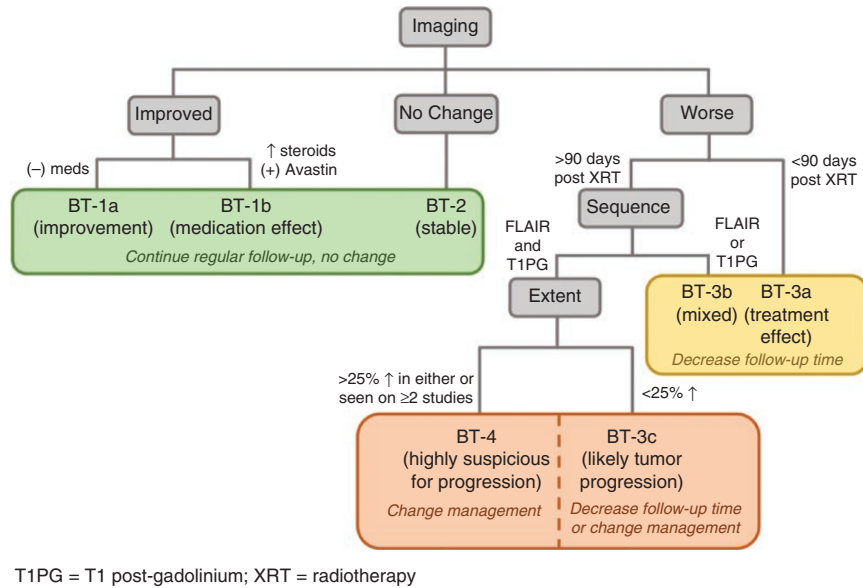 Imaging
Improved
No Change
Worse
(–) meds
↑ steroids
(+) Avastin
>90 days
post XRT
<90 days
post XRT
BT-1a
(improvement)
BT-1b
(medication effect)
BT-2
(stable)
Continue regular follow-up, no change
Sequence
FLAIR
and
T1PG
FLAIR
or
T1PG
Extent
BT-3b
(mixed)
BT-3a
(treatment
effect)
Decrease follow-up time
>25% ↑ in either or
seen on ≥2 studies
<25% ↑
BT-4
(highly suspicious
for progression)
Change management
BT-3c
(likely tumor
progression)
Decrease follow-up time
or change management
T1PG = T1 post-gadolinium; XRT = radiotherapy